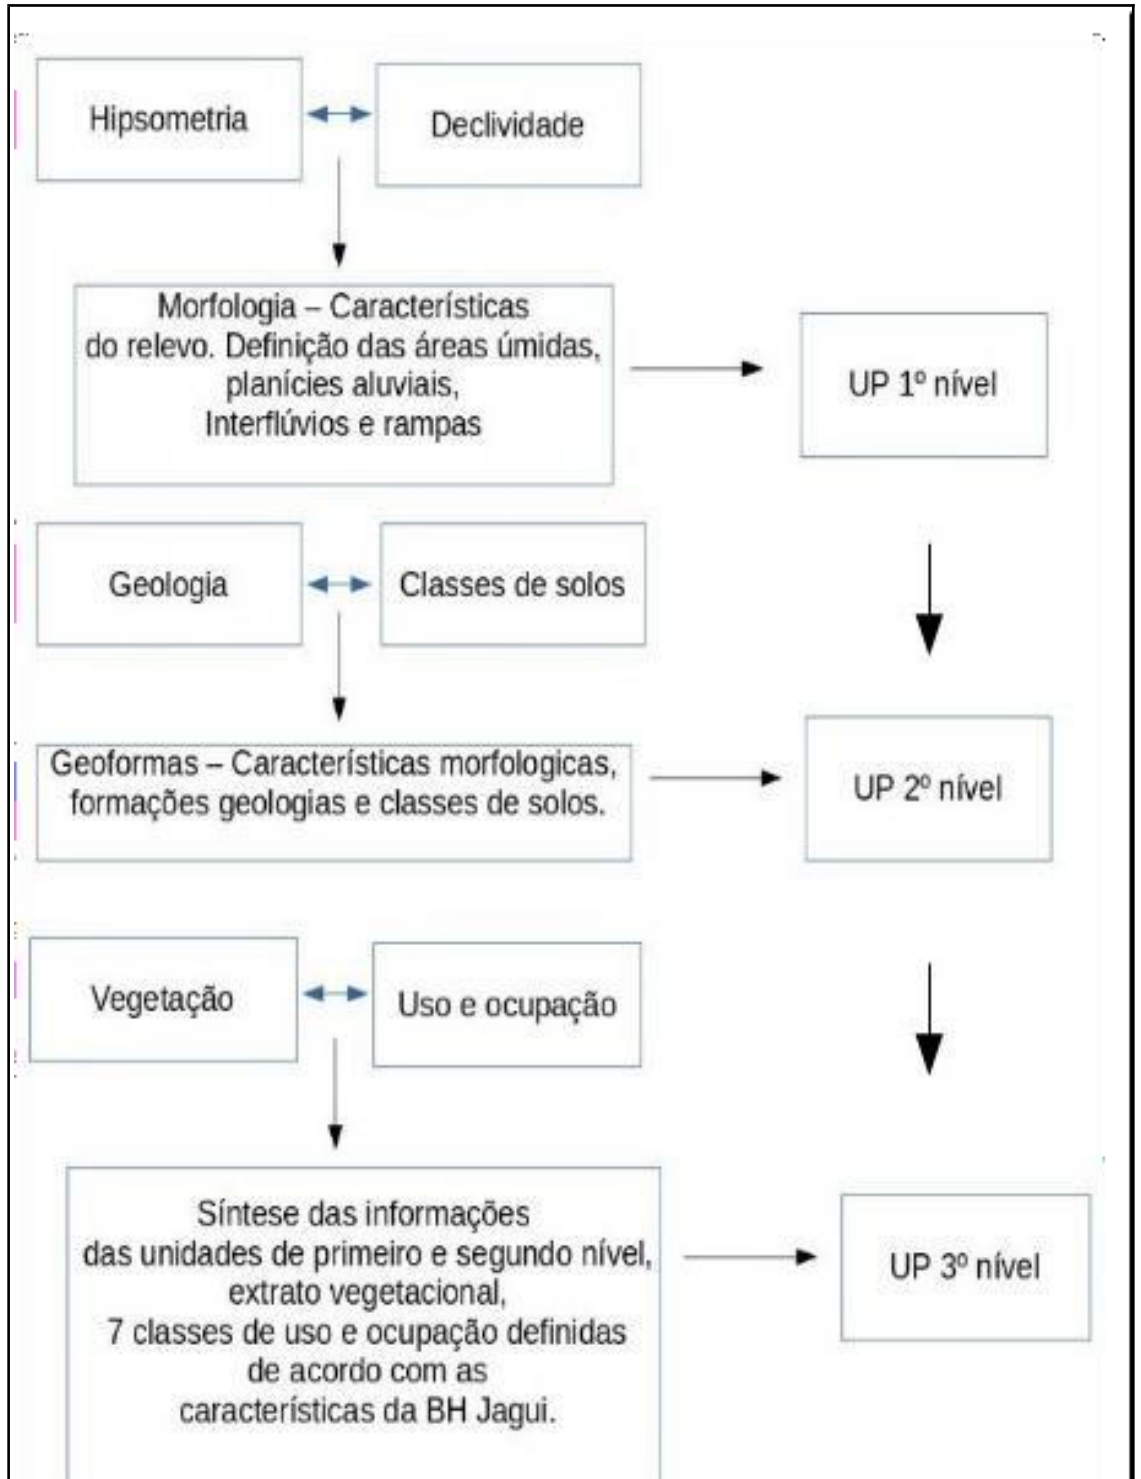 Hipsometria
Declividade
Morfologia – Características
do relevo. Definição das áreas úmidas,
planícies aluviais,
Interflúvios e rampas
UP 1º nível
Geologia
Classes de solos
Geoformas – Características morfologicas,
formações geologias e classes de solos.
UP 2º nível
Vegetação
Uso e ocupação
Síntese das informações
das unidades de primeiro e segundo nível,
extrato vegetacional,
7 classes de uso e ocupação definidas
de acordo com as
características da BH Jagui.
UP 3º nível